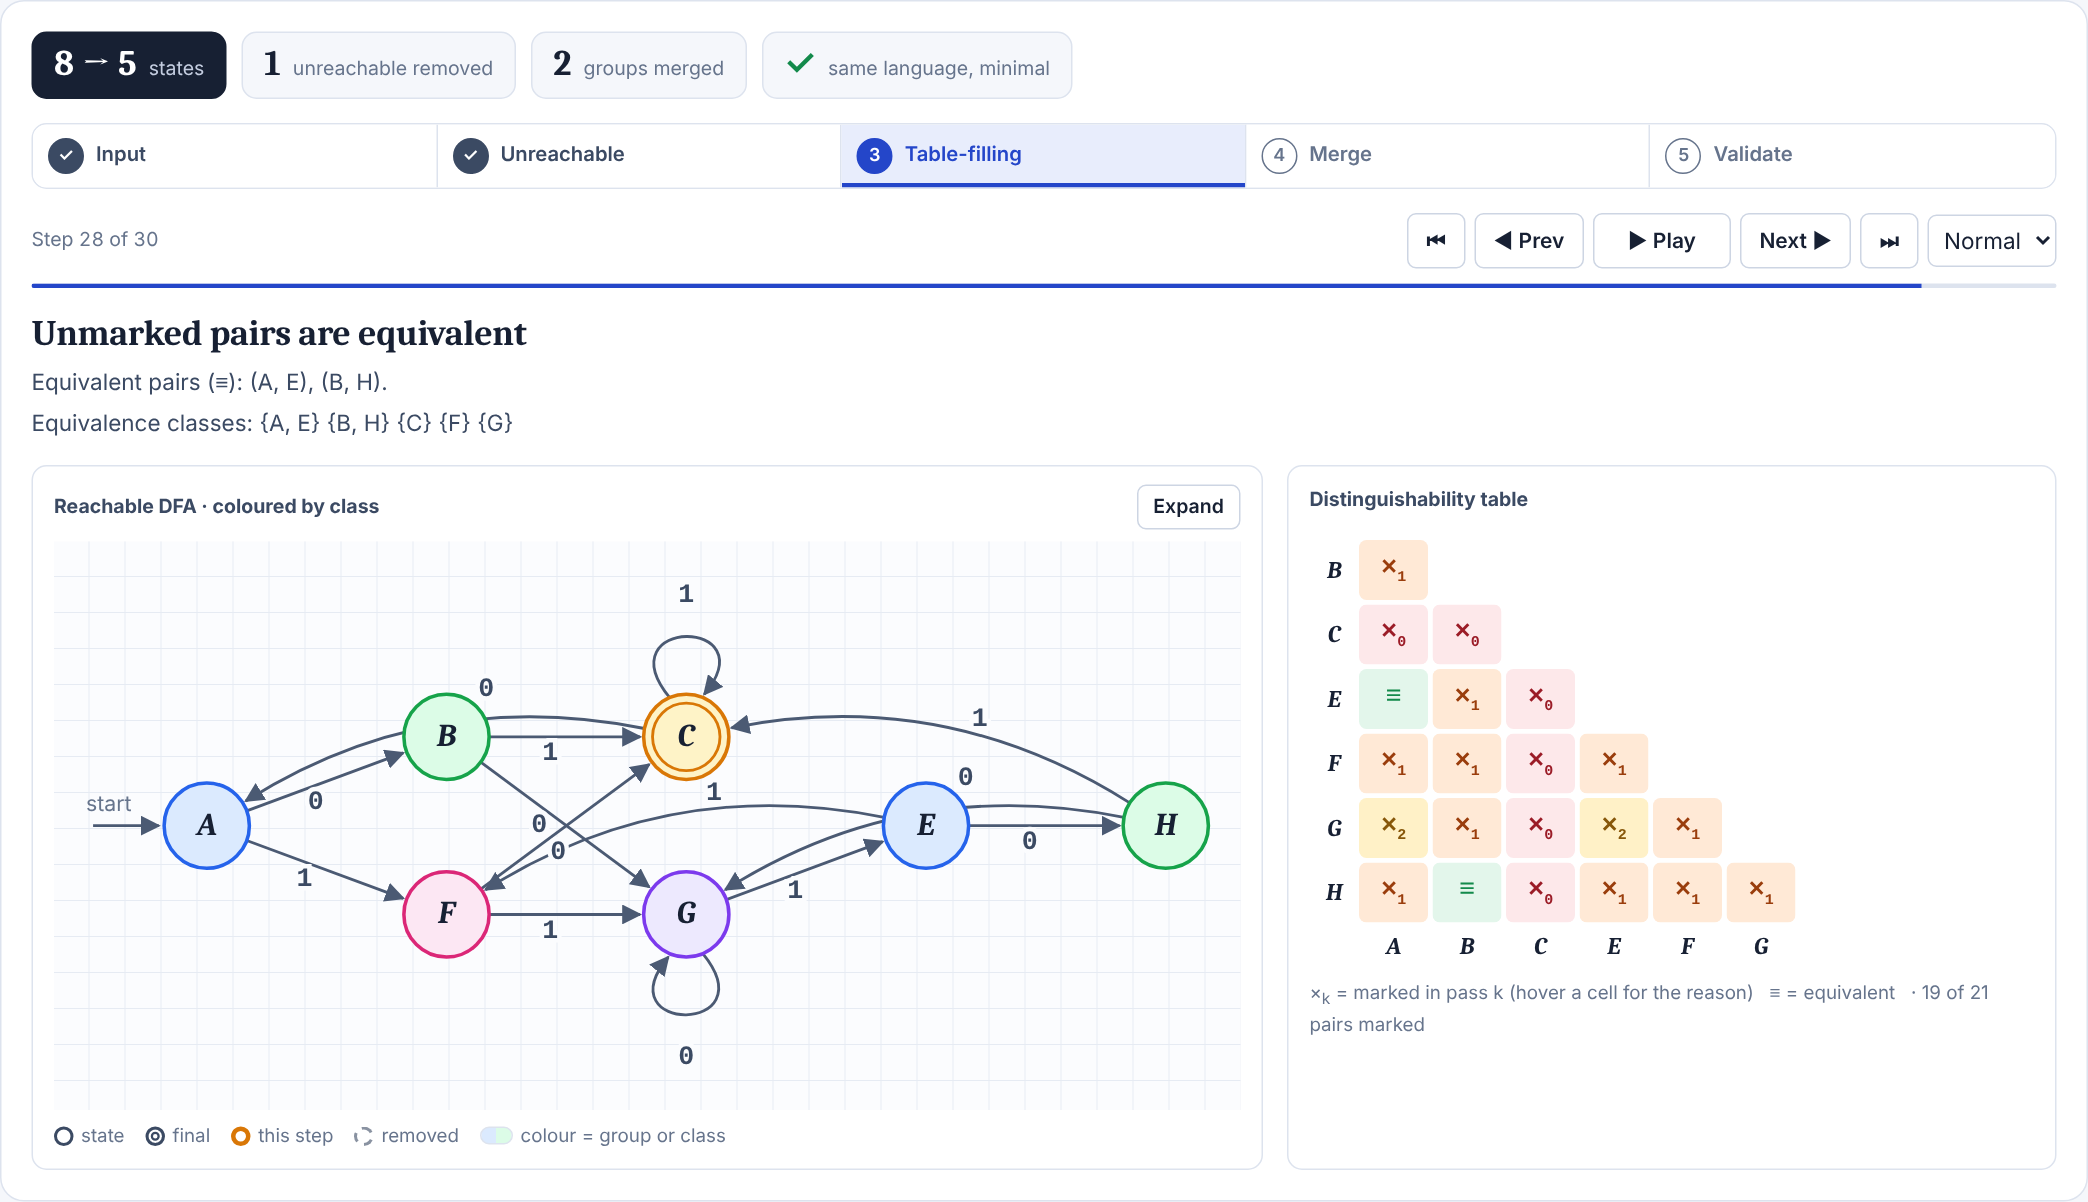 8 → 5 states
1 unreachable removed
2 groups merged
✓ same language, minimal
✓ Input
✓ Unreachable
3 Table-filling
4 Merge
5 Validate
Step 28 of 30
⏮ ◀ Prev ▶ Play Next ▶ ⏭ Normal
Unmarked pairs are equivalent
Equivalent pairs (≡): (A, E), (B, H).
Equivalence classes: {A, E} {B, H} {C} {F} {G}
Reachable DFA · coloured by class
Expand
1
0
B
C
1
1
0
start
0
1
A
E
H
0
0
0
1
1
F
G
1
0
state final this step removed colour = group or class
Distinguishability table
B ×1
C ×0 ×0
E ≡ ×1 ×0
F ×1 ×1 ×0 ×1
G ×2 ×1 ×0 ×2 ×1
H ×1 ≡ ×0 ×1 ×1 ×1
A B C E F G
×k = marked in pass k (hover a cell for the reason) ≡ = equivalent · 19 of 21
pairs marked